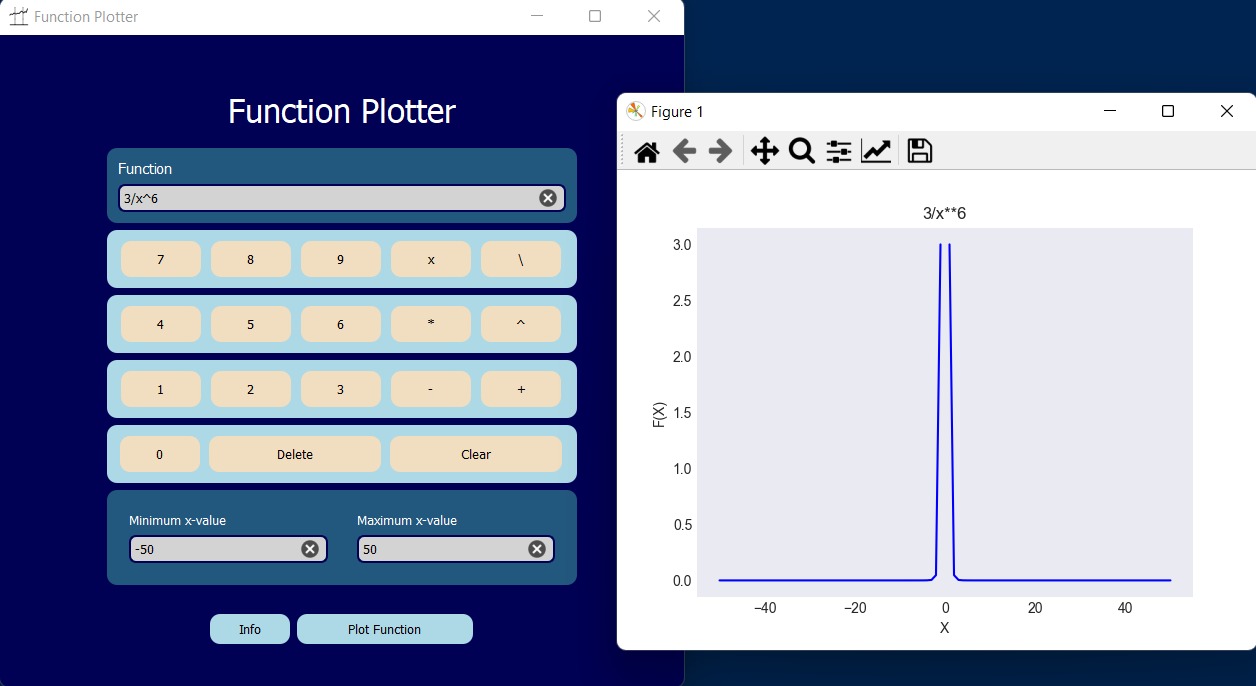 Function Plotter
Function Plotter
Function
3/x^6
7 8 9 x \
4 5 6 * ^
1 2 3 - +
0 Delete Clear
Minimum x-value Maximum x-value
-50 50
Info Plot Function
Figure 1
3/x**6
3.0
2.5
2.0
1.5
1.0
0.5
0.0
F(X)
−40 −20 0 20 40
X